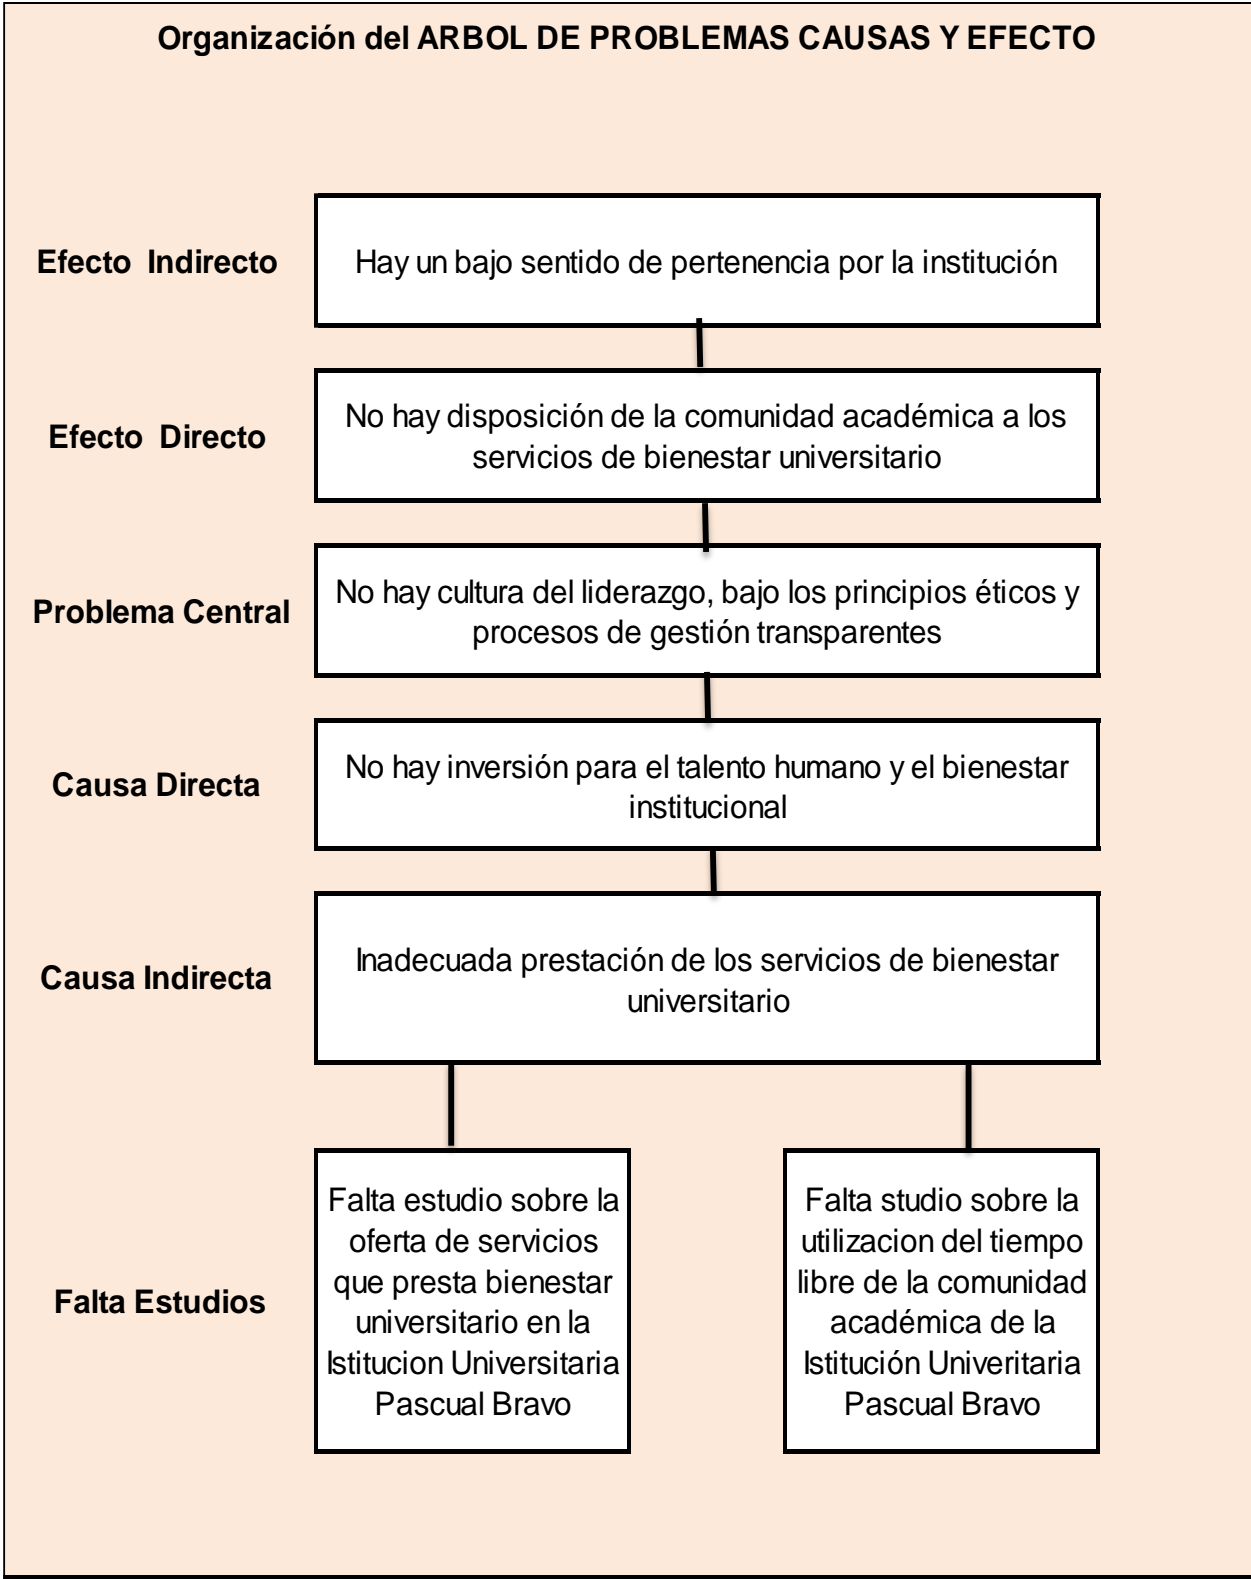 Organización del ARBOL DE PROBLEMAS CAUSAS Y EFECTO
Efecto Indirecto
Hay un bajo sentido de pertenencia por la institución
Efecto Directo
No hay disposición de la comunidad académica a los
servicios de bienestar universitario
Problema Central
No hay cultura del liderazgo, bajo los principios éticos y
procesos de gestión transparentes
Causa Directa
No hay inversión para el talento humano y el bienestar
institucional
Causa Indirecta
Inadecuada prestación de los servicios de bienestar
universitario
Falta Estudios
Falta estudio sobre la
oferta de servicios
que presta bienestar
universitario en la
Istitucion Universitaria
Pascual Bravo
Falta studio sobre la
utilizacion del tiempo
libre de la comunidad
académica de la
Istitución Univeritaria
Pascual Bravo